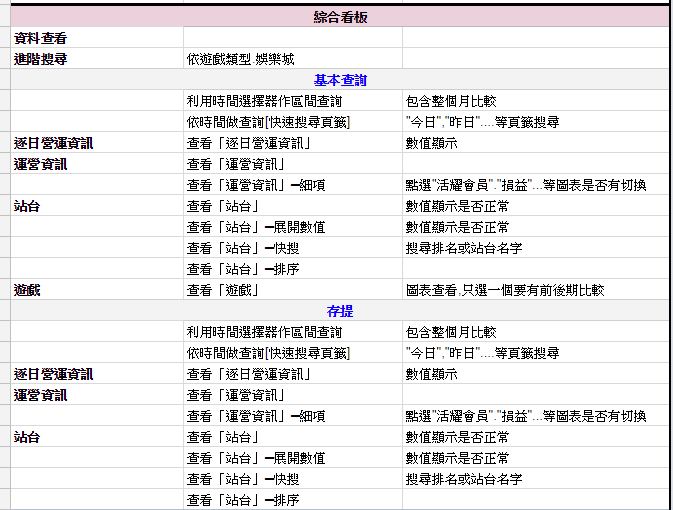 綜合看板
資料查看
進階搜尋 依遊戲類型.娛樂城
基本查詢
利用時間選擇器作區間查詢 包含整個月比較
依時間做查詢[快速搜尋頁籤] "今日","昨日"....等頁籤搜尋
逐日營運資訊 查看「逐日營運資訊」 數值顯示
運營資訊 查看「運營資訊」
查看「運營資訊」—細項 點選"活耀會員"."損益"...等圖表是否有切換
站台 查看「站台」 數值顯示是否正常
查看「站台」—展開數值 數值顯示是否正常
查看「站台」—快搜 搜尋排名或站台名字
查看「站台」—排序
遊戲 查看「遊戲」 圖表查看,只選一個要有前後期比較
存提
利用時間選擇器作區間查詢 包含整個月比較
依時間做查詢[快速搜尋頁籤] "今日","昨日"....等頁籤搜尋
逐日營運資訊 查看「逐日營運資訊」 數值顯示
運營資訊 查看「運營資訊」
查看「運營資訊」—細項 點選"活耀會員"."損益"...等圖表是否有切換
站台 查看「站台」 數值顯示是否正常
查看「站台」—展開數值 數值顯示是否正常
查看「站台」—快搜 搜尋排名或站台名字
查看「站台」—排序